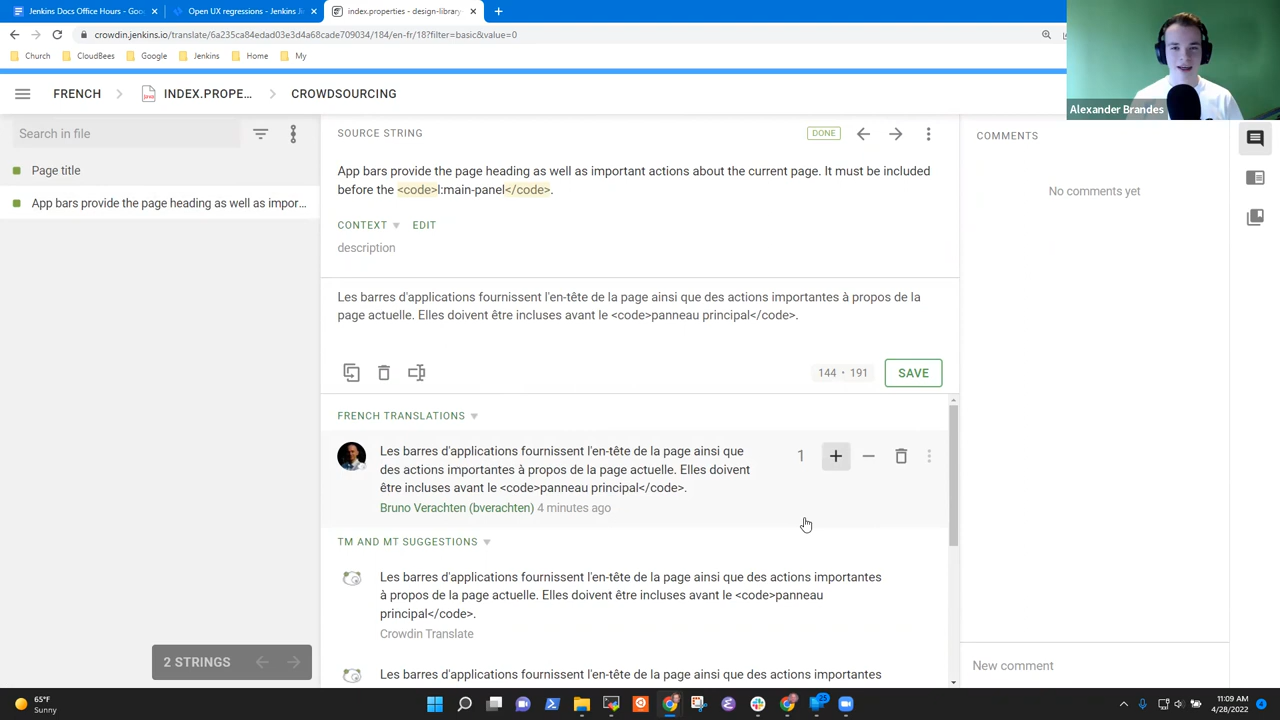 Jenkins Docs Office Hours - Goo
Open UX regressions - Jenkins Ji
index.properties - design-library
crowdin.jenkins.io/translate/6a235ca84edad03e3d4a68cade709034/184/en-fr/18?filter=basic&value=0
Church
CloudBees
Google
Jenkins
Home
My
Alexander Brandes
FRENCH
INDEX.PROPE...
CROWDSOURCING
Search in file
Page title
App bars provide the page heading as well as impor...
SOURCE STRING
DONE
App bars provide the page heading as well as important actions about the current page. It must be included
before the <code>l:main-panel</code>.
CONTEXT
EDIT
description
Les barres d'applications fournissent l'en-tête de la page ainsi que des actions importantes à propos de la
page actuelle. Elles doivent être incluses avant le <code>panneau principal</code>.
144 • 191
SAVE
FRENCH TRANSLATIONS
Les barres d'applications fournissent l'en-tête de la page ainsi que
des actions importantes à propos de la page actuelle. Elles doivent
être incluses avant le <code>panneau principal</code>.
1
Bruno Verachten (bverachten) 4 minutes ago
TM AND MT SUGGESTIONS
Les barres d'applications fournissent l'en-tête de la page ainsi que des actions importantes
à propos de la page actuelle. Elles doivent être incluses avant le <code>panneau
principal</code>.
Crowdin Translate
Les barres d'applications fournissent l'en-tête de la page ainsi que des actions importantes
COMMENTS
No comments yet
New comment
2 STRINGS
65°F
Sunny
25
11:09 AM
4/28/2022